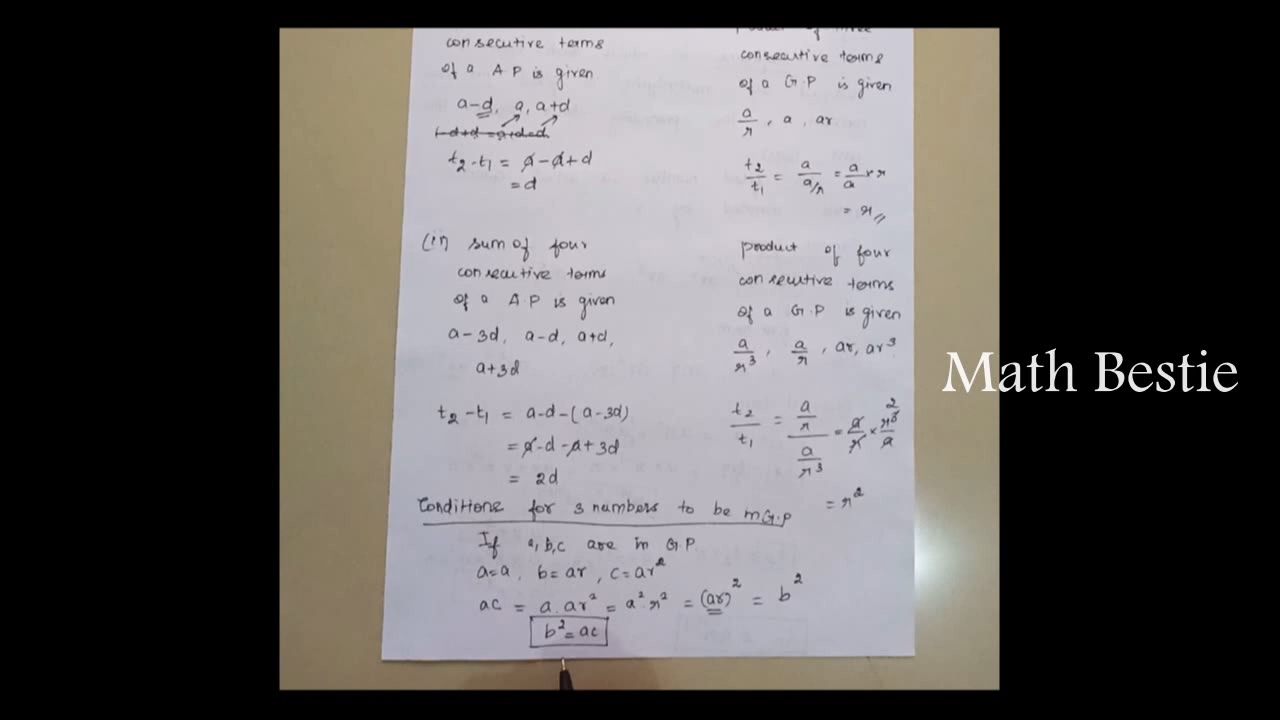 consecutive terms
of a A P is given
a-d, a, a+d
t2-t1 = a-a+d
= d
consecutive terms
of a G.P is given
a/r, a, ar
t2/t1 = a/a/r = a/a × r
= r //
(ii) sum of four
consecutive terms
of a A.P is given
a-3d, a-d, a+d,
a+3d
t2-t1 = a-d-(a-3d)
= a-d-a+3d
= 2d
product of four
consecutive terms
of a G.P is given
a/r³, a/r, ar, ar³
t2/t1 = a/r / a/r³ = a/r × r³/a 2
= r²
Conditions for 3 numbers to be in G.P
If a, b, c are in G.P
a=a, b=ar, c=ar²
ac = a.ar² = a².r² = (ar)² = b²
b²=ac
Math Bestie